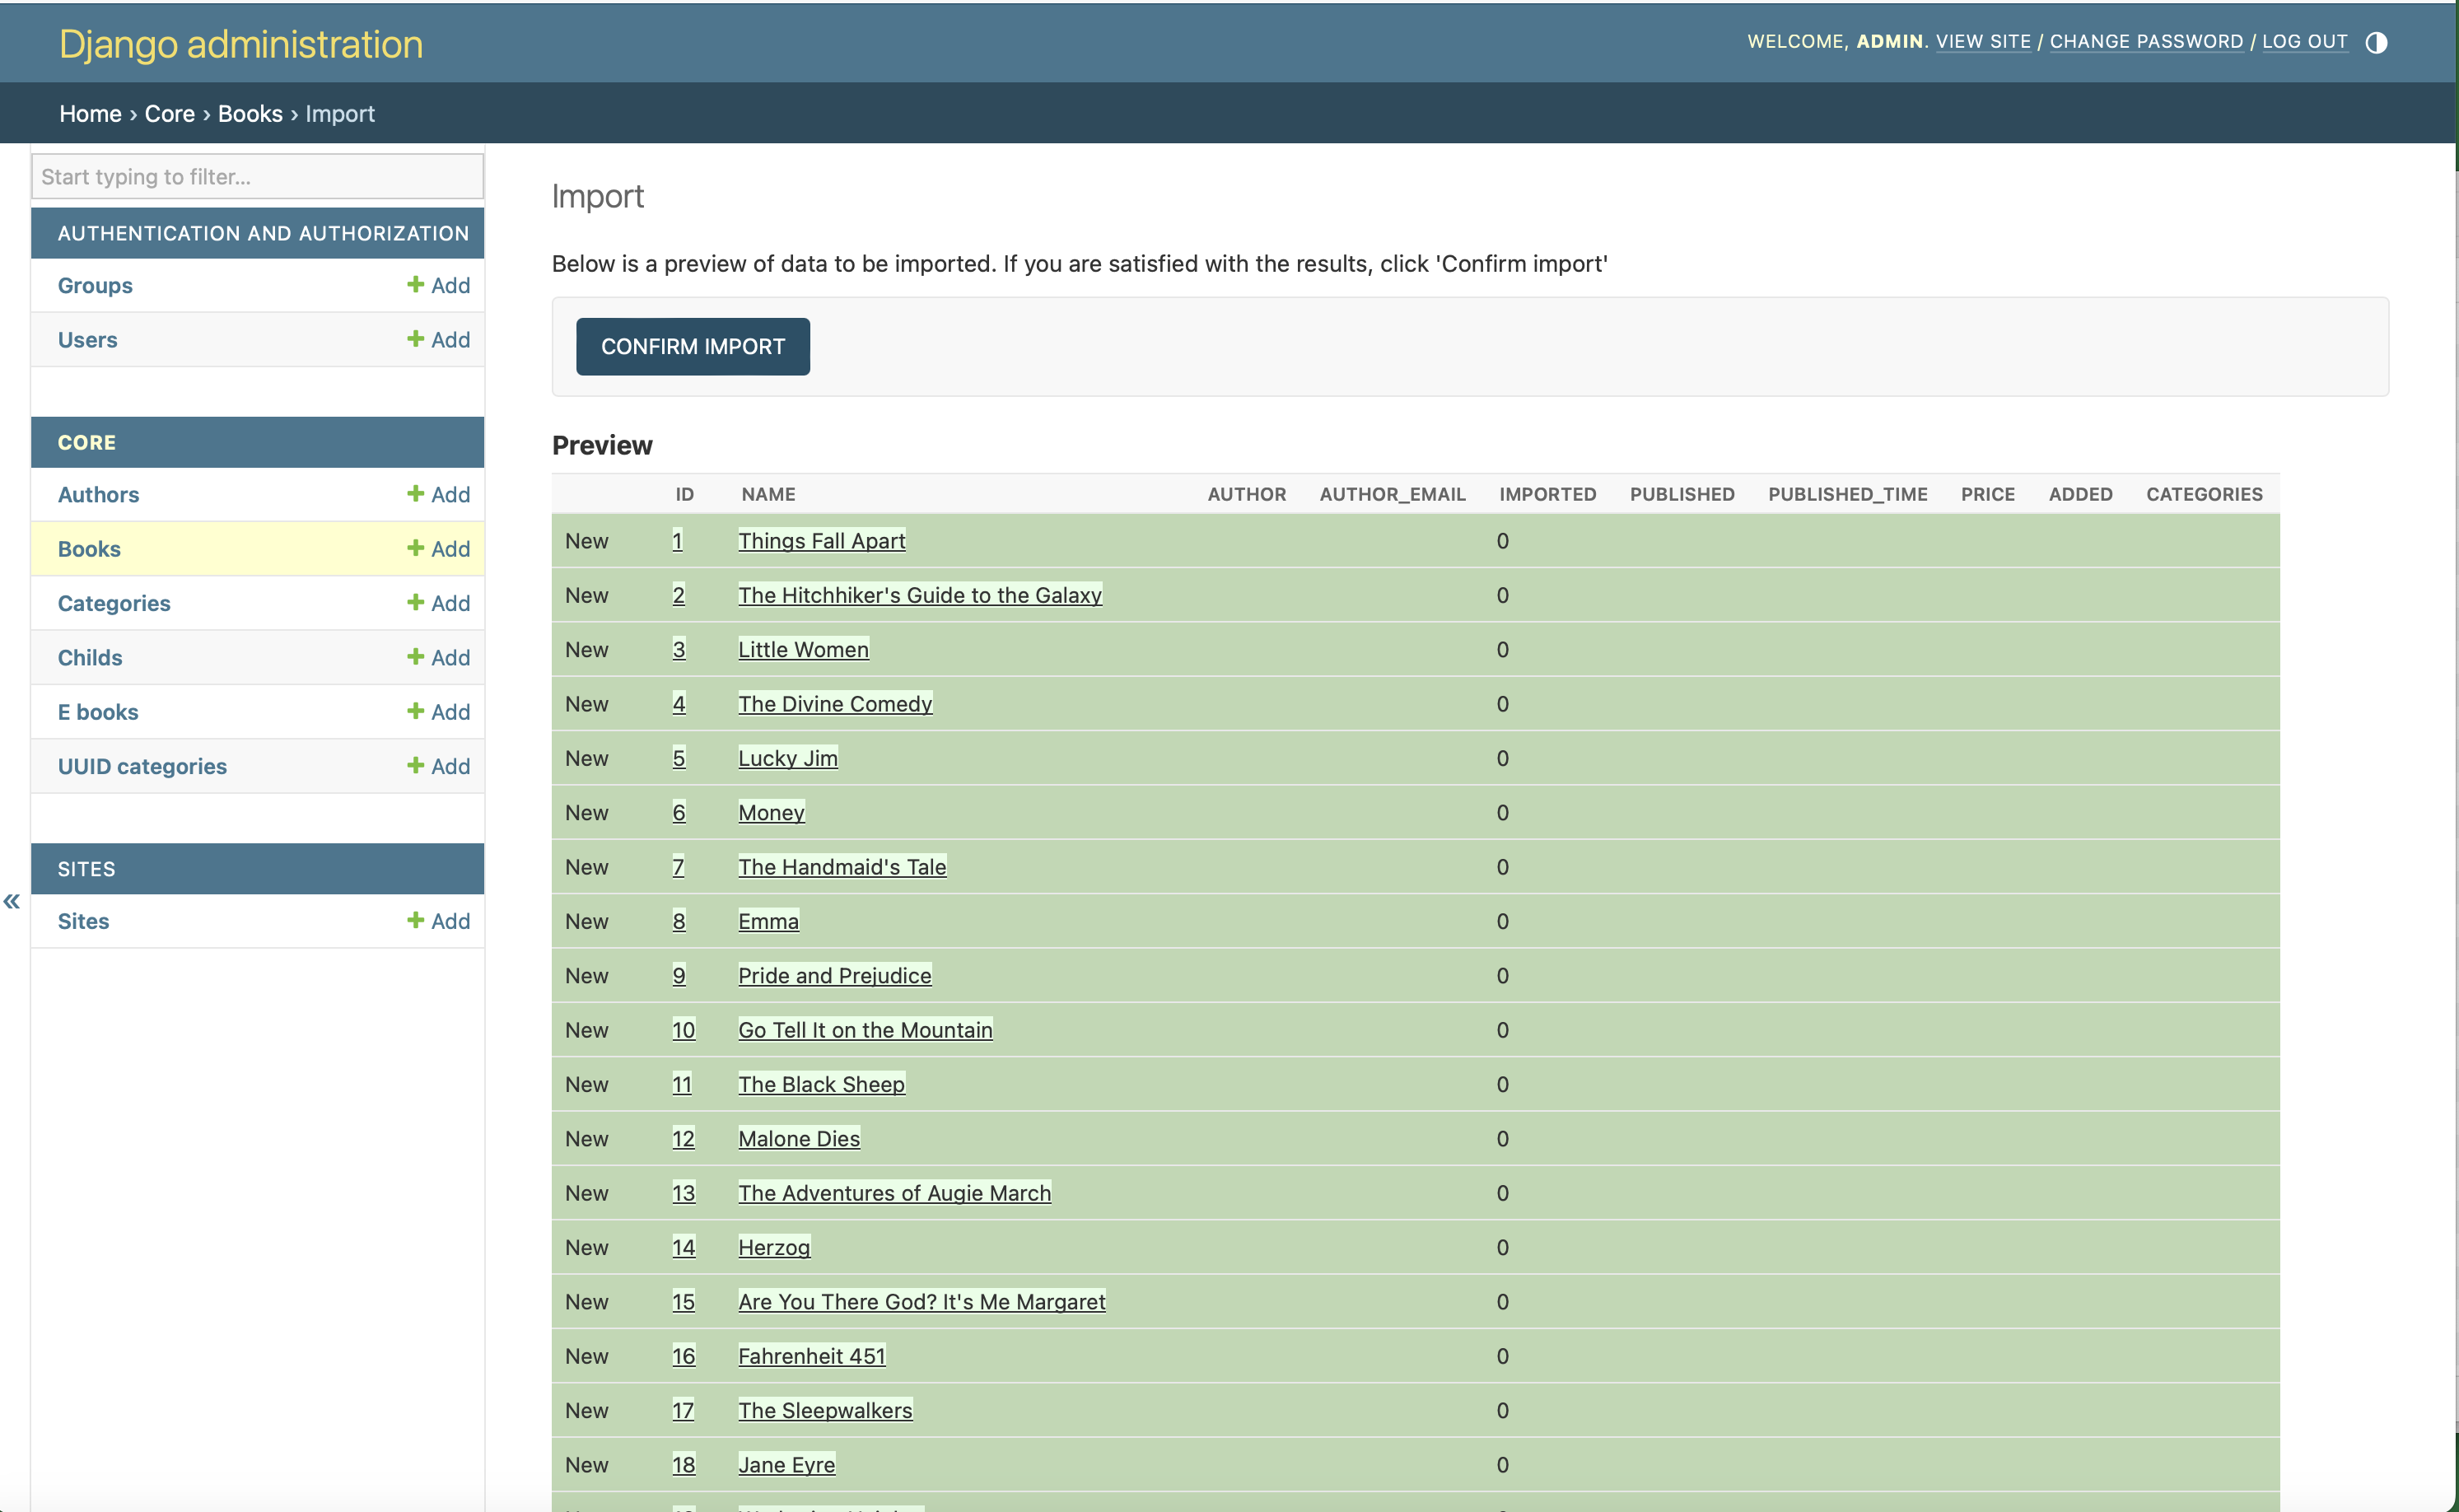 Django administration
WELCOME, ADMIN. VIEW SITE / CHANGE PASSWORD / LOG OUT
Home › Core › Books › Import
Start typing to filter...
AUTHENTICATION AND AUTHORIZATION
Groups + Add
Users + Add
CORE
Authors + Add
Books + Add
Categories + Add
Childs + Add
E books + Add
UUID categories + Add
SITES
Sites + Add
«
Import
Below is a preview of data to be imported. If you are satisfied with the results, click 'Confirm import'
CONFIRM IMPORT
Preview
ID NAME AUTHOR AUTHOR_EMAIL IMPORTED PUBLISHED PUBLISHED_TIME PRICE ADDED CATEGORIES
New 1 Things Fall Apart 0
New 2 The Hitchhiker's Guide to the Galaxy 0
New 3 Little Women 0
New 4 The Divine Comedy 0
New 5 Lucky Jim 0
New 6 Money 0
New 7 The Handmaid's Tale 0
New 8 Emma 0
New 9 Pride and Prejudice 0
New 10 Go Tell It on the Mountain 0
New 11 The Black Sheep 0
New 12 Malone Dies 0
New 13 The Adventures of Augie March 0
New 14 Herzog 0
New 15 Are You There God? It's Me Margaret 0
New 16 Fahrenheit 451 0
New 17 The Sleepwalkers 0
New 18 Jane Eyre 0